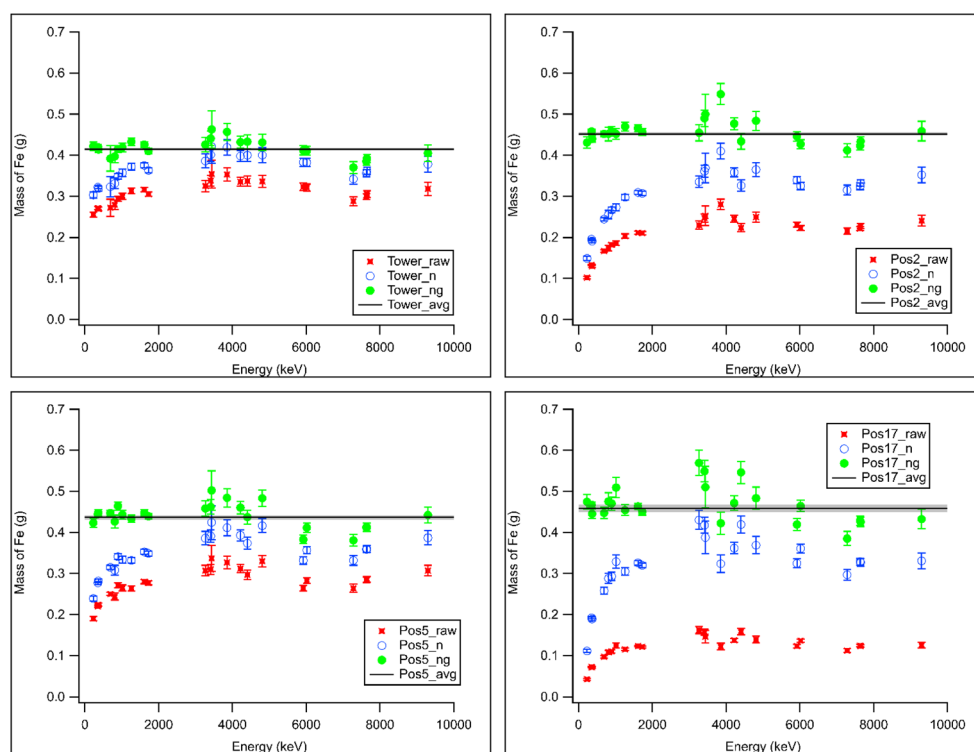 0.7
0.6
0.5
0.4
0.3
0.2
0.1
0.0
Mass of Fe (g)
Tower_raw
Tower_n
Tower_ng
Tower_avg
0 2000 4000 6000 8000 10000
Energy (keV)
0.7
0.6
0.5
0.4
0.3
0.2
0.1
0.0
Mass of Fe (g)
Pos2_raw
Pos2_n
Pos2_ng
Pos2_avg
0 2000 4000 6000 8000 10000
Energy (keV)
0.7
0.6
0.5
0.4
0.3
0.2
0.1
0.0
Mass of Fe (g)
Pos5_raw
Pos5_n
Pos5_ng
Pos5_avg
0 2000 4000 6000 8000 10000
Energy (keV)
0.7
0.6
0.5
0.4
0.3
0.2
0.1
0.0
Mass of Fe (g)
Pos17_raw
Pos17_n
Pos17_ng
Pos17_avg
0 2000 4000 6000 8000 10000
Energy (keV)